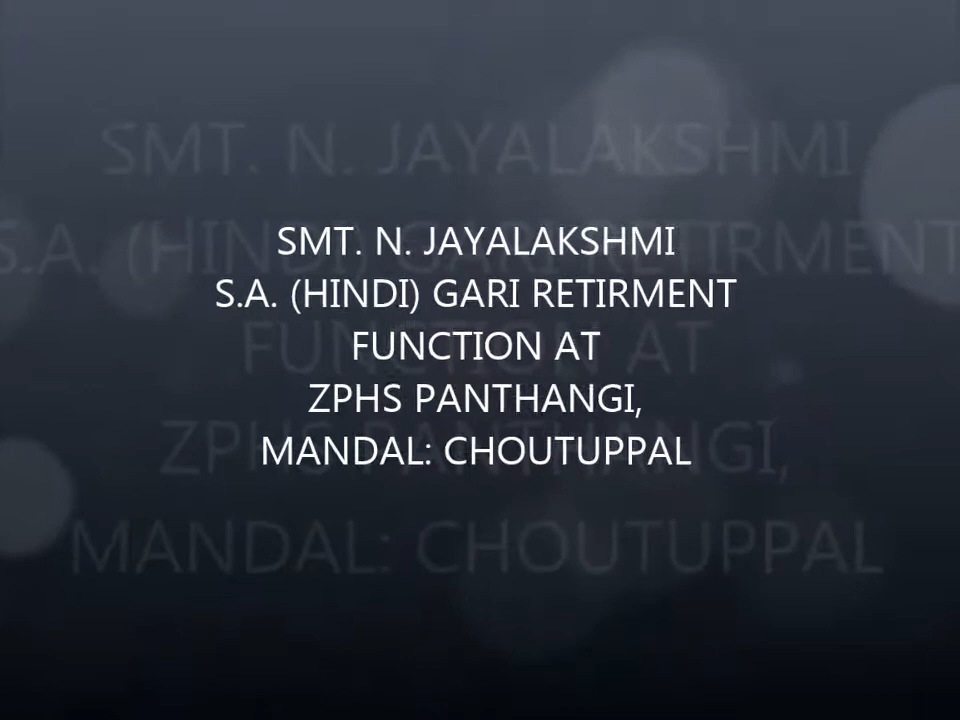 SMT. N. JAYALAKSHMI
S.A. (HINDI) GARI RETIRMENT
FUNCTION AT
ZPHS PANTHANGI,
MANDAL: CHOUTUPPAL